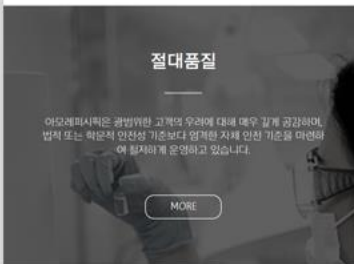 절대품질
아모레퍼시픽은 광범위한 고객의 우려에 대해 매우 깊게 공감하며,
법적 또는 학문적 안전성 기준보다 엄격한 자체 안전 기준을 마련하
여 철저하게 운영하고 있습니다.
MORE